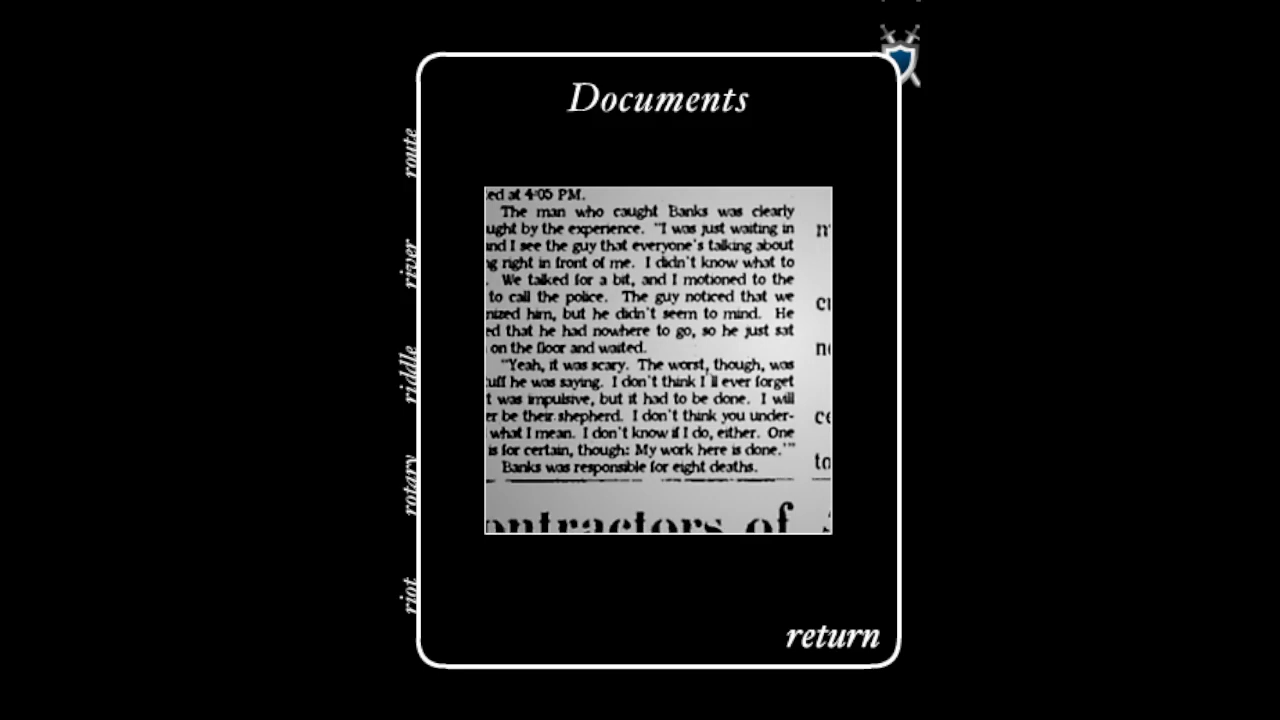 Documents
route
river
riddle
rotary
riot
ed at 4:05 PM.
The man who caught Banks was clearly
ught by the experience. "I was just waiting in
nd I see the guy that everyone's talking about
g right in front of me. I didn't know what to
. We talked for a bit, and I motioned to the
to call the police. The guy noticed that we
nized him, but he didn't seem to mind. He
ed that he had nowhere to go, so he just sat
on the floor and waited.
"Yeah, it was scary. The worst, though, was
uff he was saying. I don't think I'll ever forget
t was impulsive, but it had to be done. I will
er be their shepherd. I don't think you under-
what I mean. I don't know if I do, either. One
is for certain, though: My work here is done.'"
Banks was responsible for eight deaths.
ontractors of
m
c
n
ce
to
return